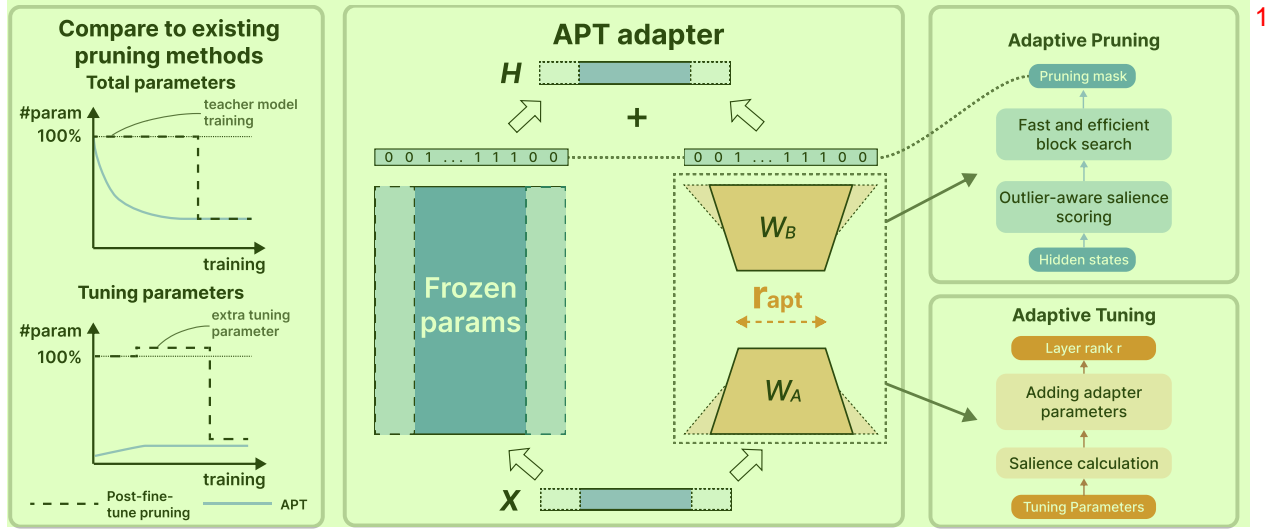 Compare to existing
pruning methods
Total parameters
#param
100%
teacher model
training
training
Tuning parameters
#param
100%
extra tuning
parameter
training
Post-fine-
tune pruning
APT
APT adapter
H
+
0 0 1 ... 1 1 1 0 0
0 0 1 ... 1 1 1 0 0
Frozen
params
WB
rapt
WA
X
Adaptive Pruning
Pruning mask
Fast and efficient
block search
Outlier-aware salience
scoring
Hidden states
Adaptive Tuning
Layer rank r
Adding adapter
parameters
Salience calculation
Tuning Parameters
1